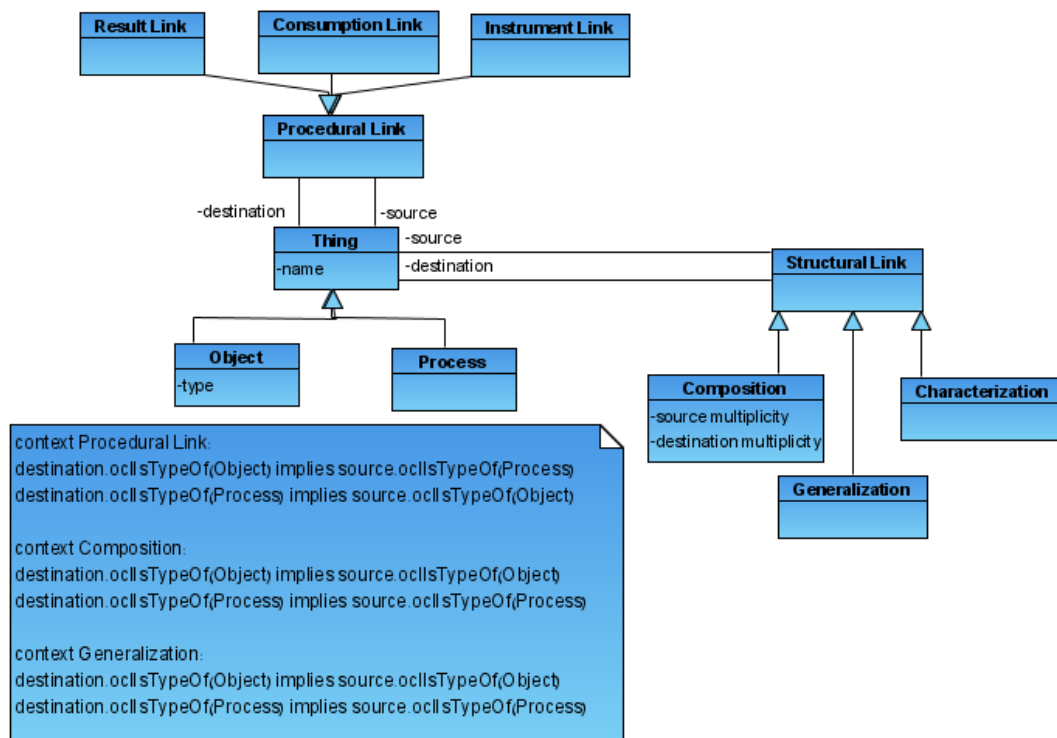 Result Link
Consumption Link
Instrument Link
Procedural Link
-destination
-source
Thing
-name
-source
-destination
Structural Link
Object
-type
Process
Composition
-source multiplicity
-destination multiplicity
Characterization
Generalization
context Procedural Link:
destination.oclIsTypeOf(Object) implies source.oclIsTypeOf(Process)
destination.oclIsTypeOf(Process) implies source.oclIsTypeOf(Object)
context Composition:
destination.oclIsTypeOf(Object) implies source.oclIsTypeOf(Object)
destination.oclIsTypeOf(Process) implies source.oclIsTypeOf(Process)
context Generalization:
destination.oclIsTypeOf(Object) implies source.oclIsTypeOf(Object)
destination.oclIsTypeOf(Process) implies source.oclIsTypeOf(Process)